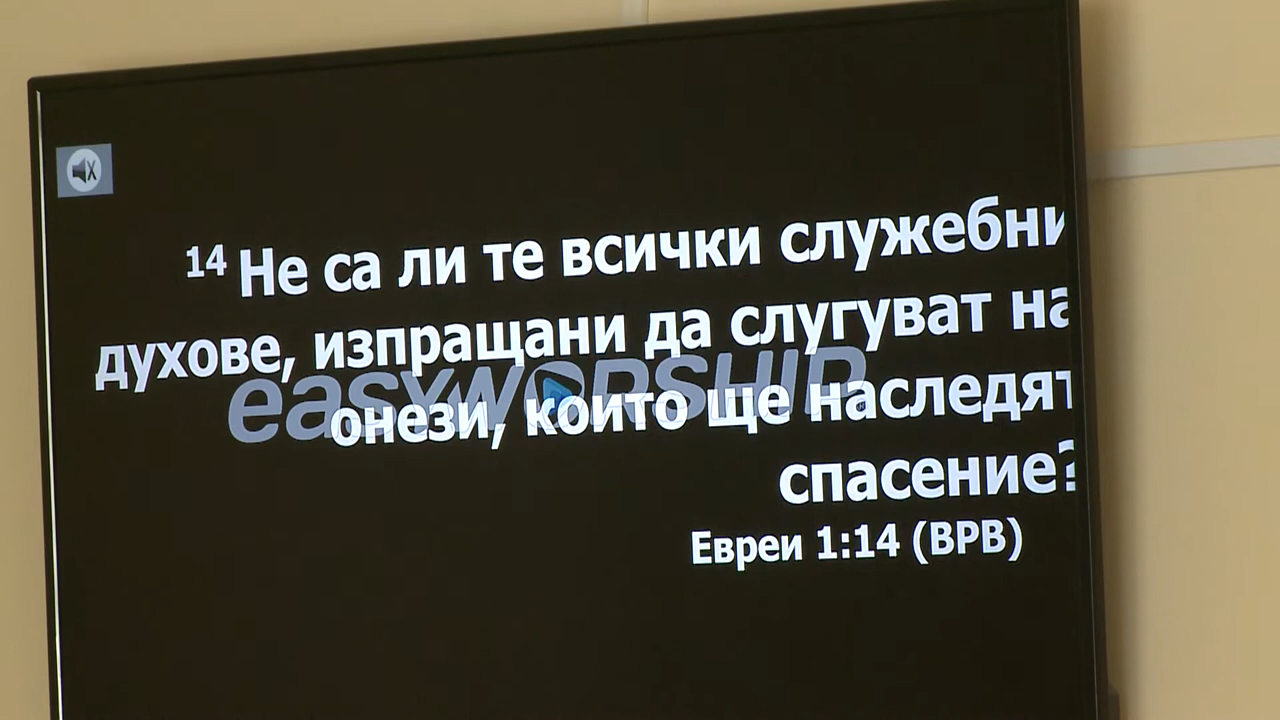 14 Не са ли те всички служебни
духове, изпращани да слугуват на
easyworship
онези, които ще наследят
спасение?
Евреи 1:14 (ВРВ)